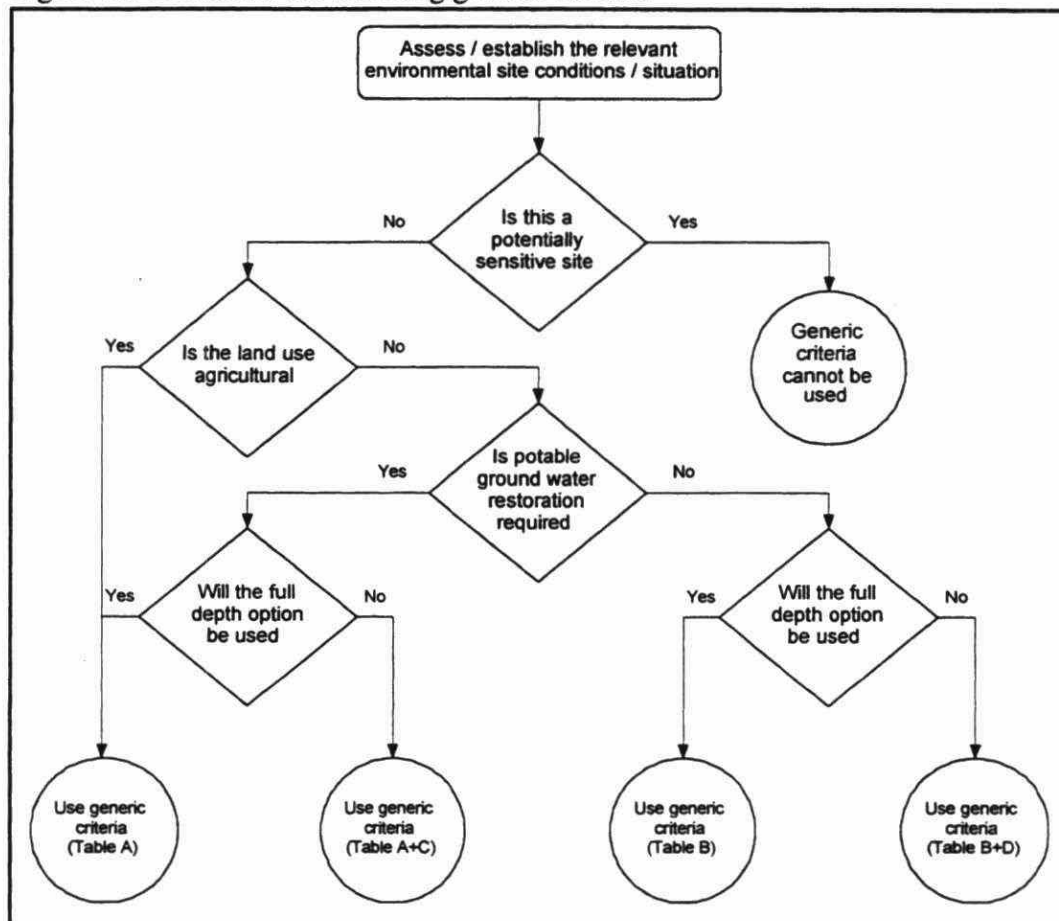 Assess / establish the relevant
environmental site conditions / situation
No
Is this a
potentially
sensitive site
Yes
Generic
criteria
cannot be
used
Yes
Is the land use
agricultural
No
Yes
Is potable
ground water
restoration
required
No
Yes
Will the full
depth option
be used
No
Yes
Will the full
depth option
be used
No
Use generic
criteria
(Table A)
Use generic
criteria
(Table A+C)
Use generic
criteria
(Table B)
Use generic
criteria
(Table B+D)